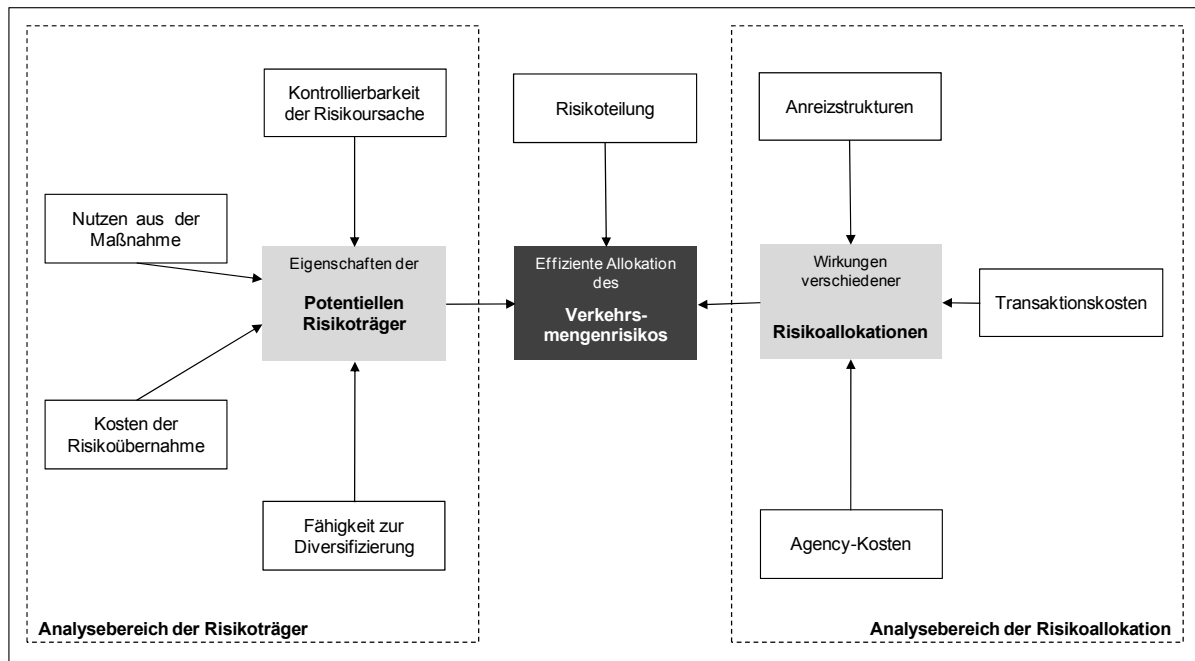 Kontrollierbarkeit
der Risikoursache
Nutzen aus der
Maßnahme
Eigenschaften der
Potentiellen
Risikoträger
Kosten der
Risikoübernahme
Fähigkeit zur
Diversifizierung
Analysebereich der Risikoträger
Risikoteilung
Effiziente Allokation
des
Verkehrs-
mengenrisikos
Anreizstrukturen
Wirkungen
verschiedener
Risikoallokationen
Transaktionskosten
Agency-Kosten
Analysebereich der Risikoallokation